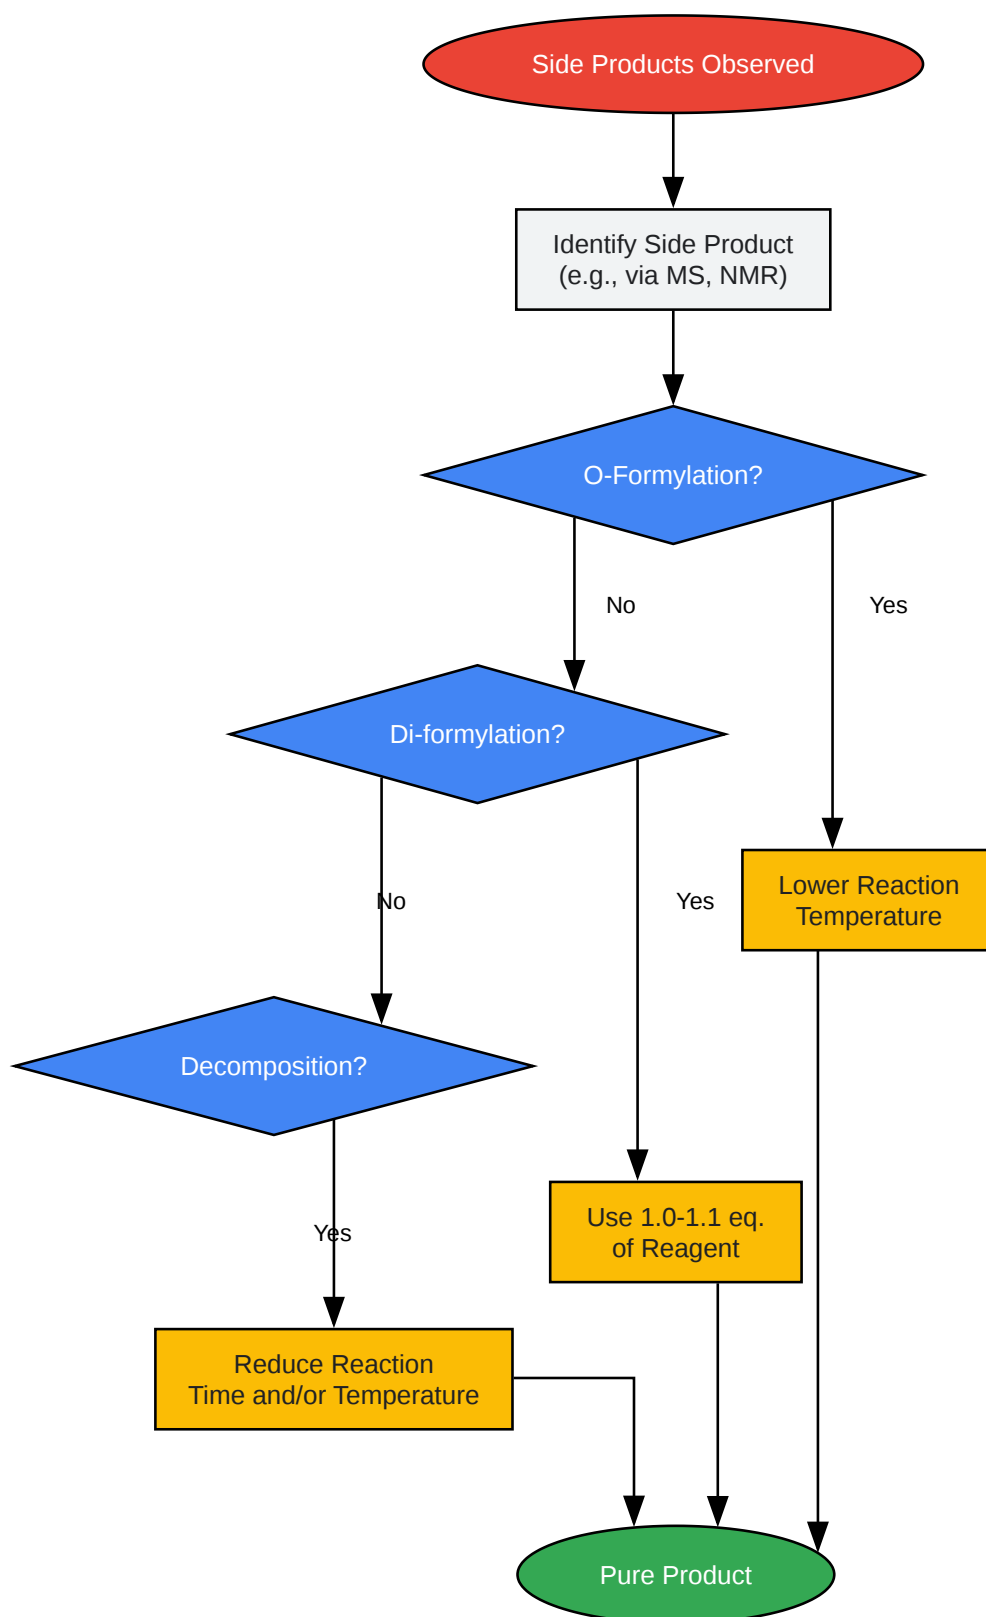 Side Products Observed
Identify Side Product
(e.g., via MS, NMR)
O-Formylation?
No
Yes
Di-formylation?
No
Yes
Lower Reaction
Temperature
Decomposition?
Yes
Use 1.0-1.1 eq.
of Reagent
Reduce Reaction
Time and/or Temperature
Pure Product